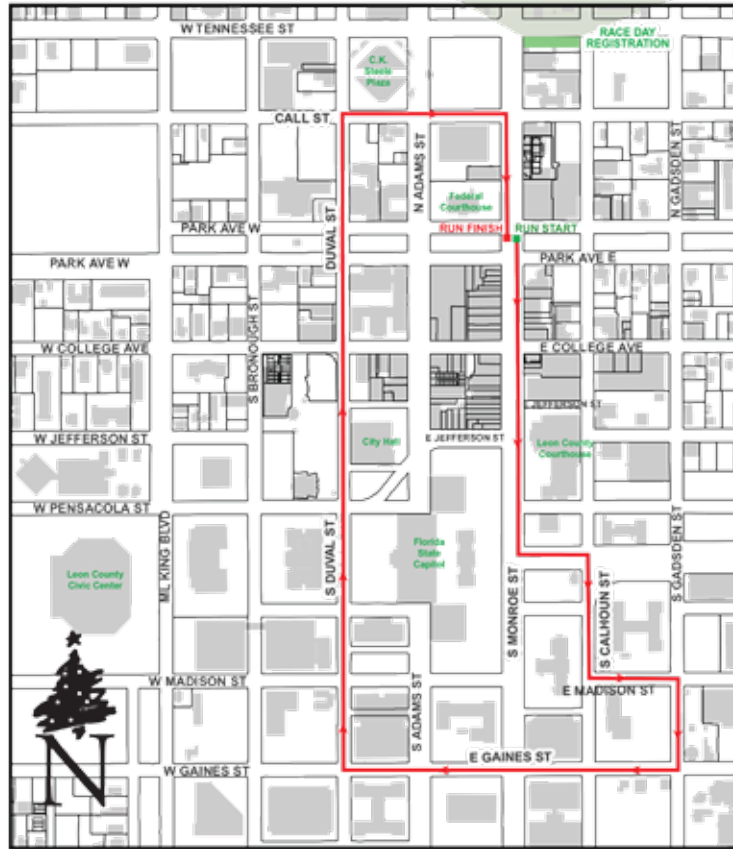 W TENNESSEE ST
RACE DAY
REGISTRATION
C.K.
Steele
Plaza
CALL ST
N ADAMS ST
N GADSDEN ST
Federal
Courthouse
DUVAL ST
PARK AVE W
RUN FINISH
RUN START
PARK AVE W
PARK AVE E
S BRONOUGH ST
W COLLEGE AVE
E COLLEGE AVE
E JEFFERSON ST
W JEFFERSON ST
City Hall
E JEFFERSON ST
Leon County
Courthouse
W PENSACOLA ST
ML KING BLVD
S DUVAL ST
Florida
State
Capitol
S MONROE ST
S CALHOUN ST
S GADSDEN ST
Leon County
Civic Center
W MADISON ST
S ADAMS ST
E MADISON ST
E GAINES ST
W GAINES ST
N